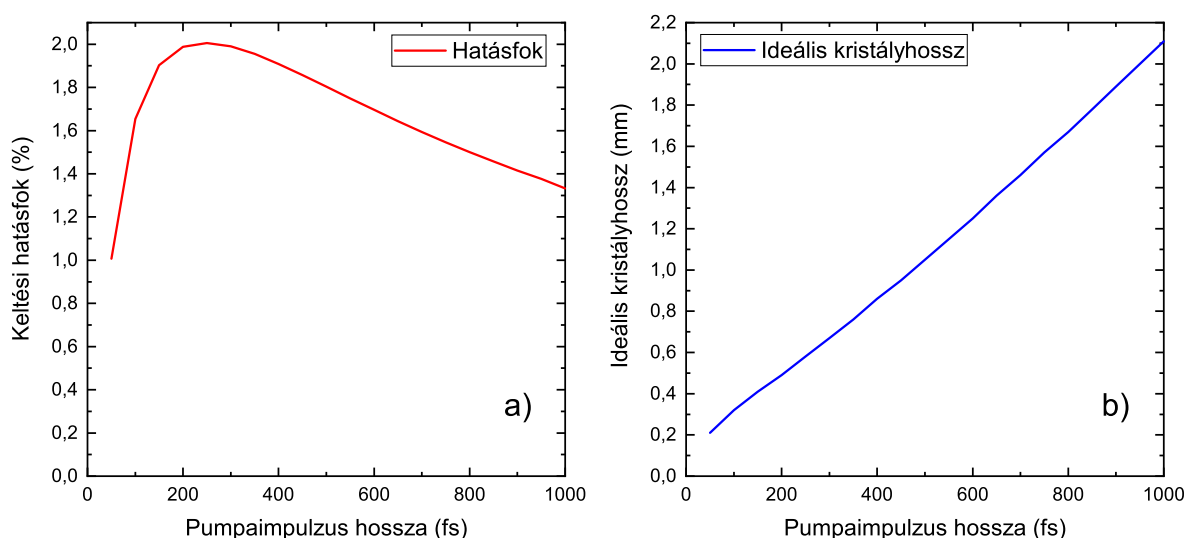 Keltési hatásfok (%)
2,0
1,8
1,6
1,4
1,2
1,0
0,8
0,6
0,4
0,2
0,0
Hatásfok
a)
0 200 400 600 800 1000
Pumpaimpulzus hossza (fs)
Ideális kristályhossz (mm)
2,2
2,0
1,8
1,6
1,4
1,2
1,0
0,8
0,6
0,4
0,2
0,0
Ideális kristályhossz
b)
0 200 400 600 800 1000
Pumpaimpulzus hossza (fs)